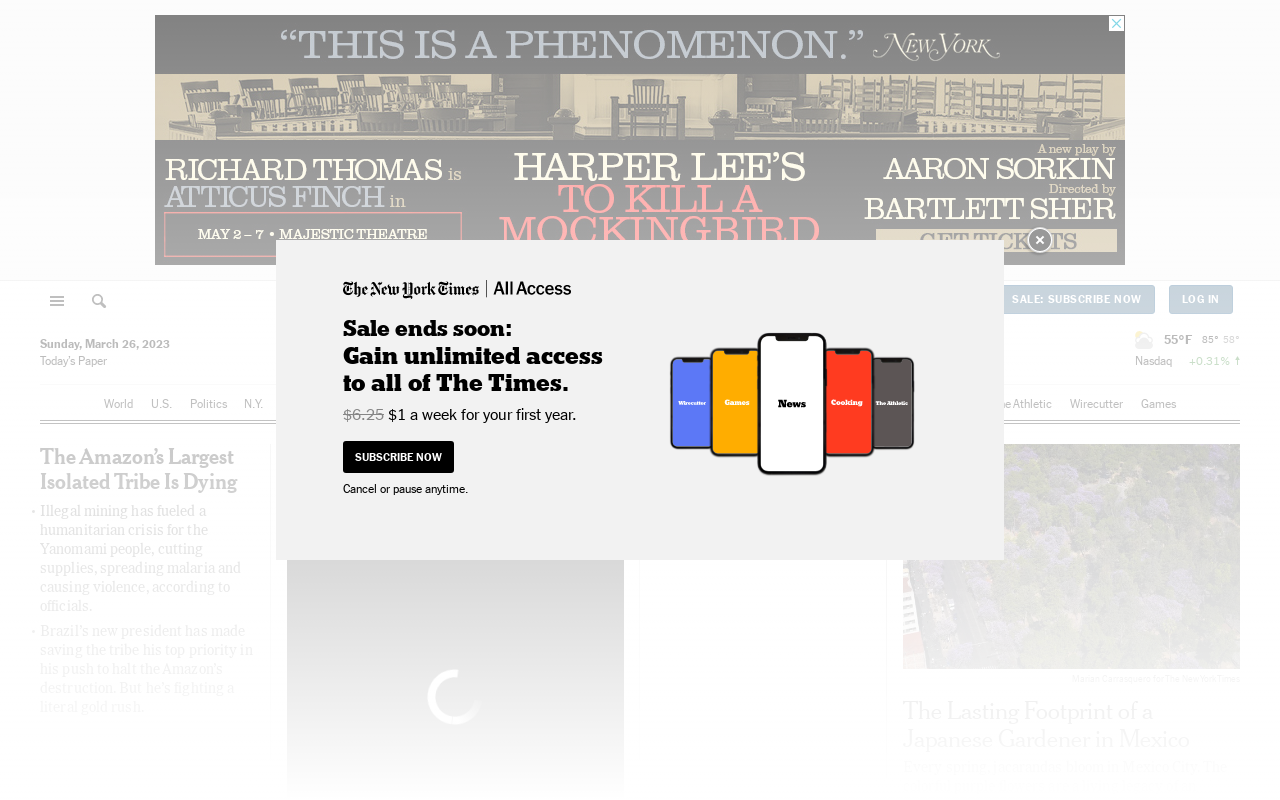 “THIS IS A PHENOMENON.” NEW YORK
RICHARD THOMAS is
ATTICUS FINCH in
MAY 2–7 • MAJESTIC THEATRE
HARPER LEE’S
TO KILL A
MOCKINGBIRD
A new play by
AARON SORKIN
Directed by
BARTLETT SHER
GET TICKETS
SALE: SUBSCRIBE NOW
LOG IN
Sunday, March 26, 2023
Today’s Paper
55°F 85° 58°
Nasdaq +0.31% ↑
World U.S. Politics N.Y.
The Athletic Wirecutter Games
The New York Times | All Access
Sale ends soon:
Gain unlimited access
to all of The Times.
$6.25 $1 a week for your first year.
SUBSCRIBE NOW
Cancel or pause anytime.
Wirecutter
Games
News
Cooking
The Athletic
The Amazon’s Largest
Isolated Tribe Is Dying
• Illegal mining has fueled a
humanitarian crisis for the
Yanomami people, cutting
supplies, spreading malaria and
causing violence, according to
officials.
• Brazil’s new president has made
saving the tribe his top priority in
his push to halt the Amazon’s
destruction. But he’s fighting a
literal gold rush.
for The New York Times
The Lasting Footprint of a
Japanese Gardener in Mexico